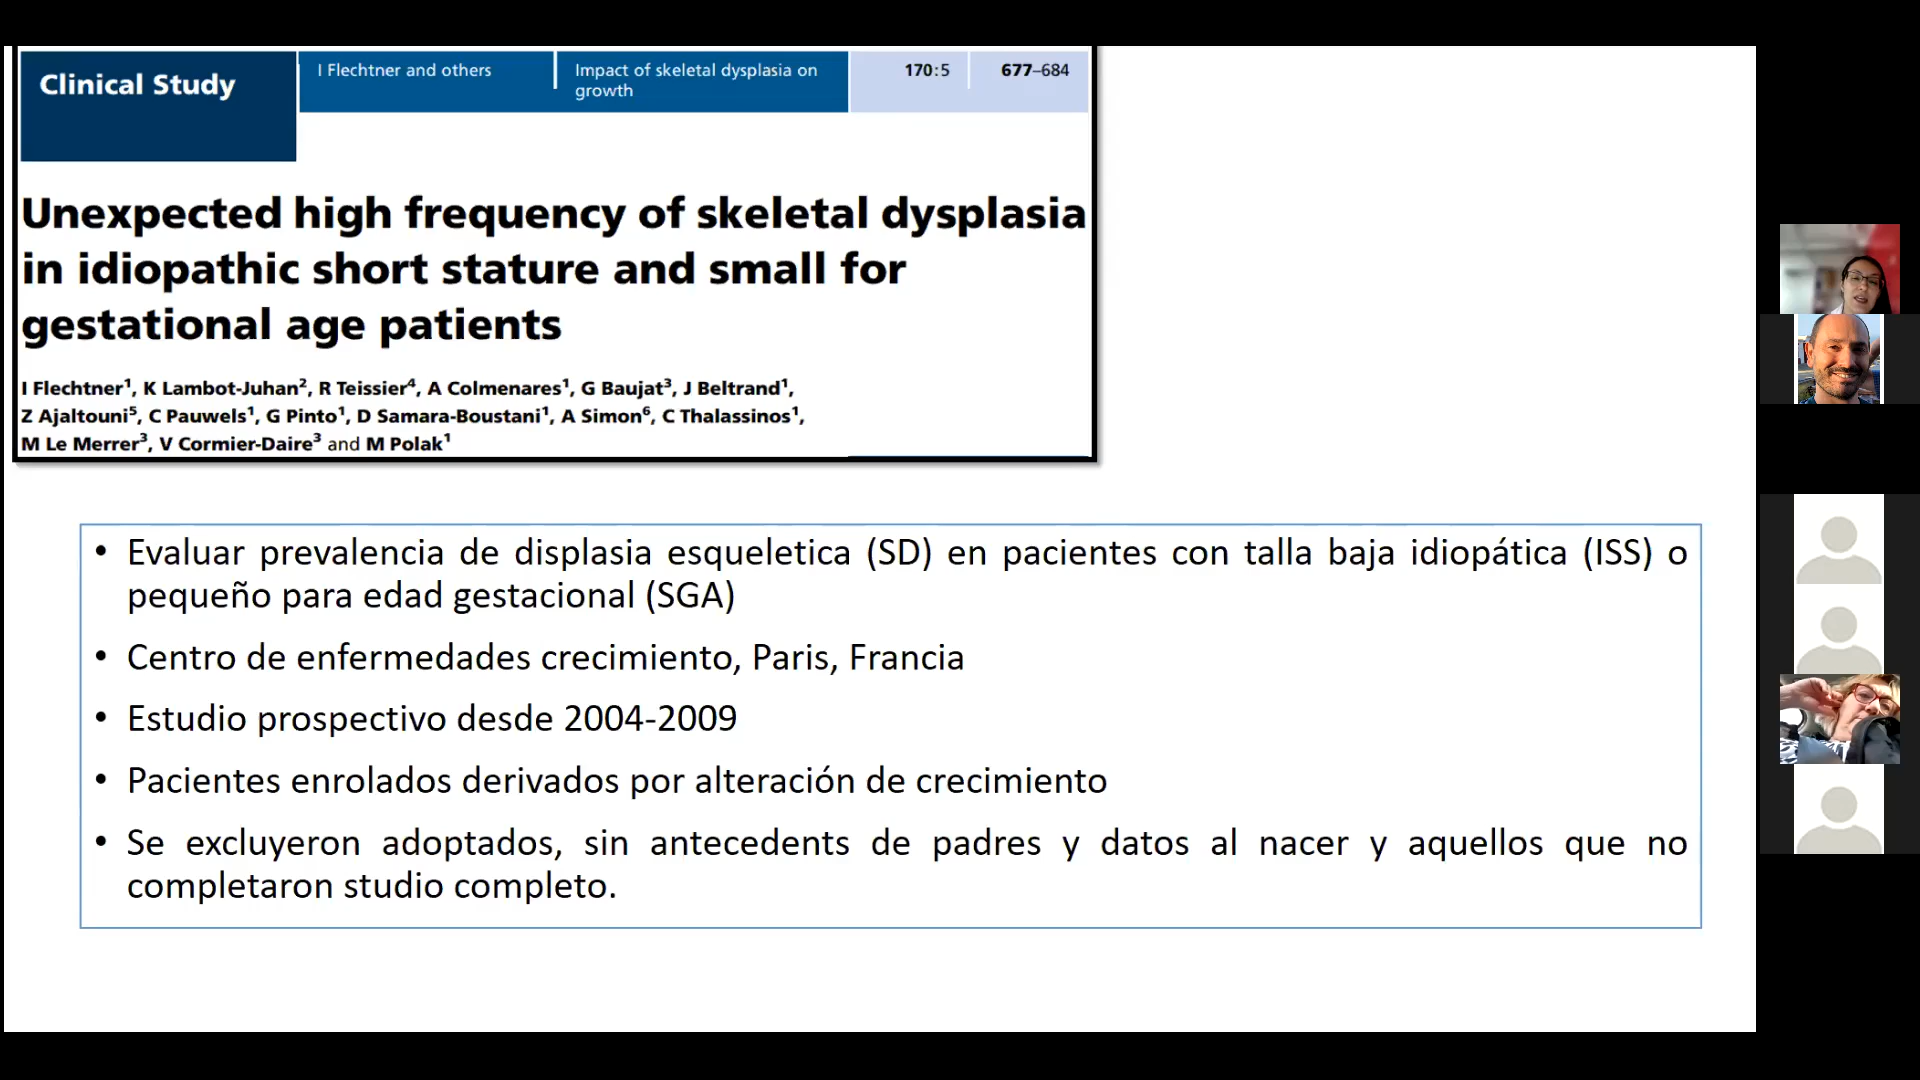 Clinical Study
I Flechtner and others
Impact of skeletal dysplasia on
growth
170:5
677–684
Unexpected high frequency of skeletal dysplasia
in idiopathic short stature and small for
gestational age patients
I Flechtner¹, K Lambot-Juhan², R Teissier⁴, A Colmenares¹, G Baujat³, J Beltrand¹,
Z Ajaltouni⁵, C Pauwels¹, G Pinto¹, D Samara-Boustani¹, A Simon⁶, C Thalassinos¹,
M Le Merrer³, V Cormier-Daire³ and M Polak¹
• Evaluar prevalencia de displasia esqueletica (SD) en pacientes con talla baja idiopática (ISS) o
pequeño para edad gestacional (SGA)
• Centro de enfermedades crecimiento, Paris, Francia
• Estudio prospectivo desde 2004-2009
• Pacientes enrolados derivados por alteración de crecimiento
• Se excluyeron adoptados, sin antecedents de padres y datos al nacer y aquellos que no
completaron studio completo.